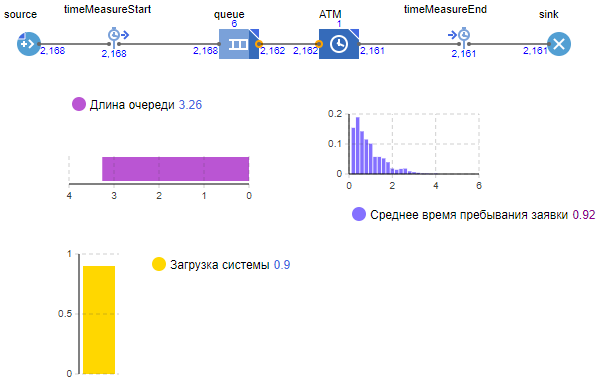 source timeMeasureStart queue ATM timeMeasureEnd sink
6 1
2,168 2,168 2,168 2,162 2,162 2,161 2,161 2,161
Длина очереди 3.26
4 3 2 1 0
0.2
0.1
0
0 2 4 6
Среднее время пребывания заявки 0.92
Загрузка системы 0.9
1
0.5
0